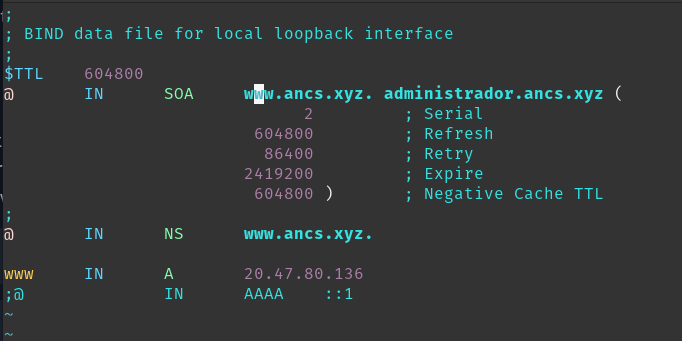 ;
; BIND data file for local loopback interface
;
$TTL    604800
@       IN      SOA     www.ancs.xyz. administrador.ancs.xyz (
                              2         ; Serial
                         604800         ; Refresh
                          86400         ; Retry
                        2419200         ; Expire
                         604800 )       ; Negative Cache TTL
;
@       IN      NS      www.ancs.xyz.

www     IN      A       20.47.80.136
;@              IN      AAAA    ::1
~
~